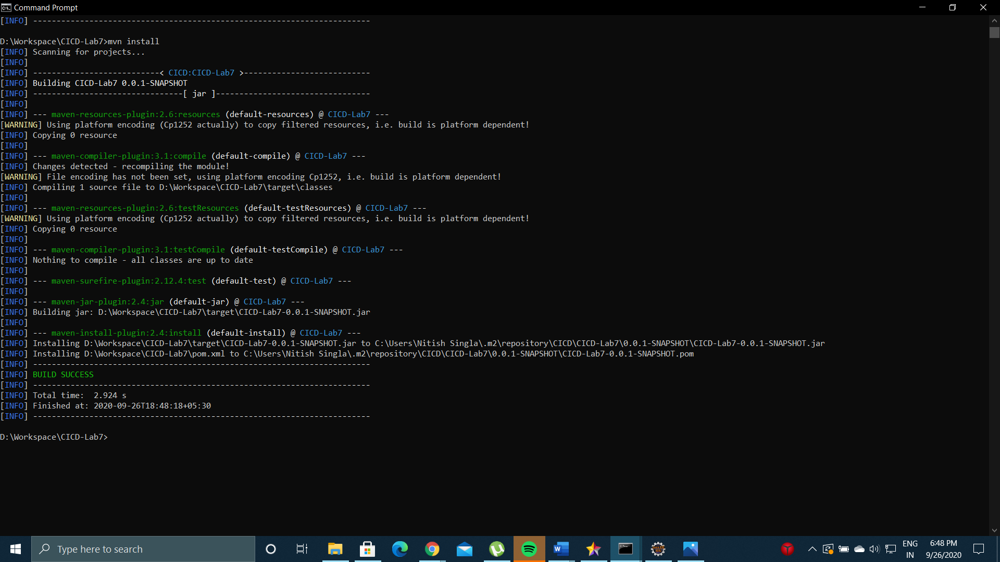 Command Prompt
[INFO] ------------------------------------------------------------------------
D:\Workspace\CICD-Lab7>mvn install
[INFO] Scanning for projects...
[INFO]
[INFO] ---------------------------< CICD:CICD-Lab7 >---------------------------
[INFO] Building CICD-Lab7 0.0.1-SNAPSHOT
[INFO] --------------------------------[ jar ]---------------------------------
[INFO]
[INFO] --- maven-resources-plugin:2.6:resources (default-resources) @ CICD-Lab7 ---
[WARNING] Using platform encoding (Cp1252 actually) to copy filtered resources, i.e. build is platform dependent!
[INFO] Copying 0 resource
[INFO]
[INFO] --- maven-compiler-plugin:3.1:compile (default-compile) @ CICD-Lab7 ---
[INFO] Changes detected - recompiling the module!
[WARNING] File encoding has not been set, using platform encoding Cp1252, i.e. build is platform dependent!
[INFO] Compiling 1 source file to D:\Workspace\CICD-Lab7\target\classes
[INFO]
[INFO] --- maven-resources-plugin:2.6:testResources (default-testResources) @ CICD-Lab7 ---
[WARNING] Using platform encoding (Cp1252 actually) to copy filtered resources, i.e. build is platform dependent!
[INFO] Copying 0 resource
[INFO]
[INFO] --- maven-compiler-plugin:3.1:testCompile (default-testCompile) @ CICD-Lab7 ---
[INFO] Nothing to compile - all classes are up to date
[INFO]
[INFO] --- maven-surefire-plugin:2.12.4:test (default-test) @ CICD-Lab7 ---
[INFO]
[INFO] --- maven-jar-plugin:2.4:jar (default-jar) @ CICD-Lab7 ---
[INFO] Building jar: D:\Workspace\CICD-Lab7\target\CICD-Lab7-0.0.1-SNAPSHOT.jar
[INFO]
[INFO] --- maven-install-plugin:2.4:install (default-install) @ CICD-Lab7 ---
[INFO] Installing D:\Workspace\CICD-Lab7\target\CICD-Lab7-0.0.1-SNAPSHOT.jar to C:\Users\Nitish Singla\.m2\repository\CICD\CICD-Lab7\0.0.1-SNAPSHOT\CICD-Lab7-0.0.1-SNAPSHOT.jar
[INFO] Installing D:\Workspace\CICD-Lab7\pom.xml to C:\Users\Nitish Singla\.m2\repository\CICD\CICD-Lab7\0.0.1-SNAPSHOT\CICD-Lab7-0.0.1-SNAPSHOT.pom
[INFO] ------------------------------------------------------------------------
[INFO] BUILD SUCCESS
[INFO] ------------------------------------------------------------------------
[INFO] Total time:  2.924 s
[INFO] Finished at: 2020-09-26T18:48:18+05:30
[INFO] ------------------------------------------------------------------------
D:\Workspace\CICD-Lab7>
Type here to search
ENG
IN
6:48 PM
9/26/2020